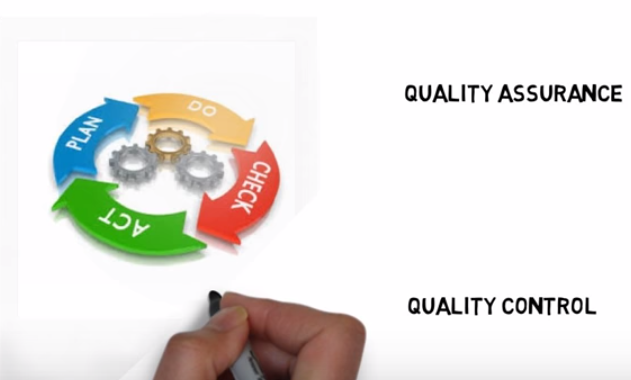 PLAN
DO
CHECK
ACT
QUALITY ASSURANCE
QUALITY CONTROL